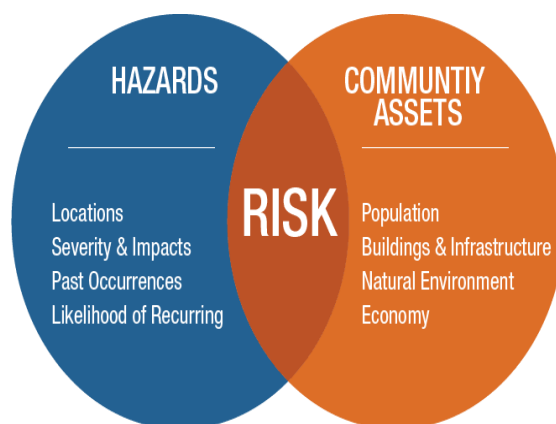 HAZARDS
Locations
Severity & Impacts
Past Occurrences
Likelihood of Recurring
RISK
COMMUNTIY
ASSETS
Population
Buildings & Infrastructure
Natural Environment
Economy